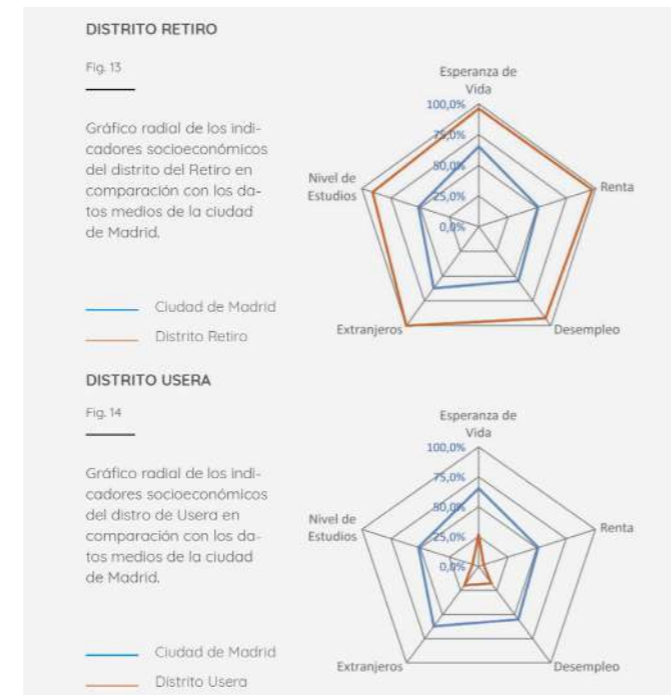 DISTRITO RETIRO
Fig. 13
Gráfico radial de los indi-
cadores socioeconómicos
del distrito del Retiro en
comparación con los da-
tos medios de la ciudad
de Madrid.
Ciudad de Madrid
Distrito Retiro
Esperanza de
Vida
100,0%
75,0%
50,0%
25,0%
0,0%
Nivel de
Estudios
Renta
Extranjeros
Desempleo
DISTRITO USERA
Fig. 14
Gráfico radial de los indi-
cadores socioeconómicos
del distro de Usera en
comparación con los da-
tos medios de la ciudad
de Madrid.
Ciudad de Madrid
Distrito Usera
Esperanza de
Vida
100,0%
75,0%
50,0%
25,0%
0,0%
Nivel de
Estudios
Renta
Extranjeros
Desempleo